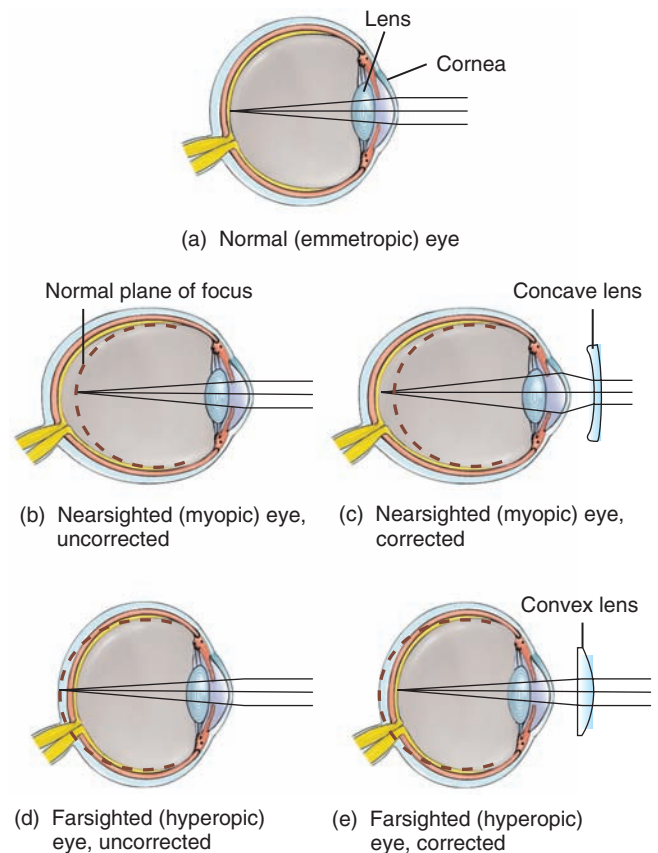 Lens
Cornea
(a) Normal (emmetropic) eye
Normal plane of focus
Concave lens
(b) Nearsighted (myopic) eye,
uncorrected
(c) Nearsighted (myopic) eye,
corrected
Convex lens
(d) Farsighted (hyperopic)
eye, uncorrected
(e) Farsighted (hyperopic)
eye, corrected